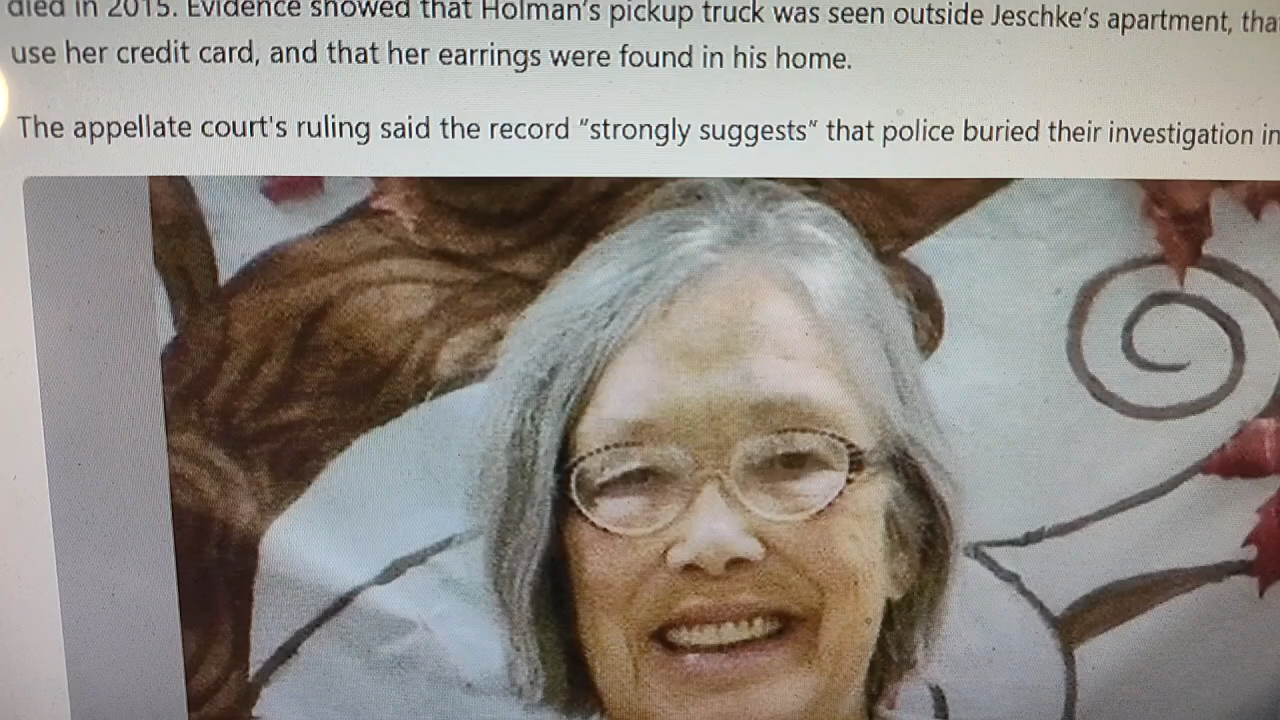 died in 2015. Evidence showed that Holman’s pickup truck was seen outside Jeschke’s apartment, tha
use her credit card, and that her earrings were found in his home.
The appellate court's ruling said the record “strongly suggests” that police buried their investigation in